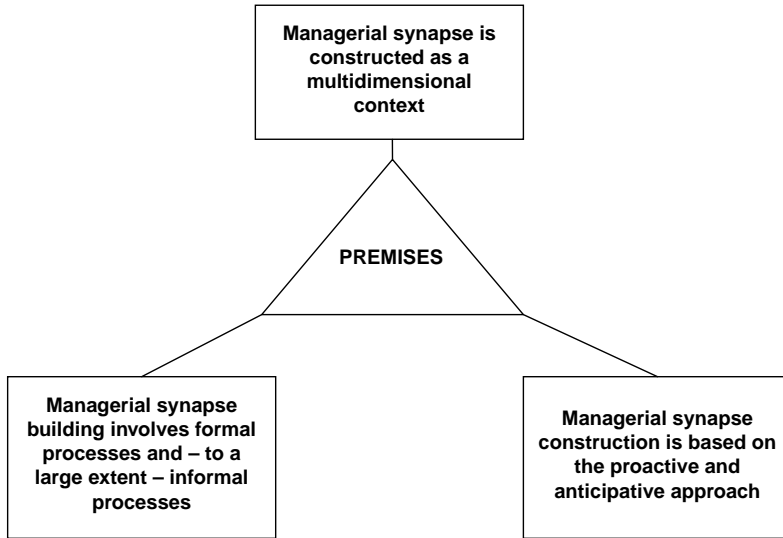 Managerial synapse is
constructed as a
multidimensional
context
PREMISES
Managerial synapse
building involves formal
processes and – to a
large extent – informal
processes
Managerial synapse
construction is based on
the proactive and
anticipative approach